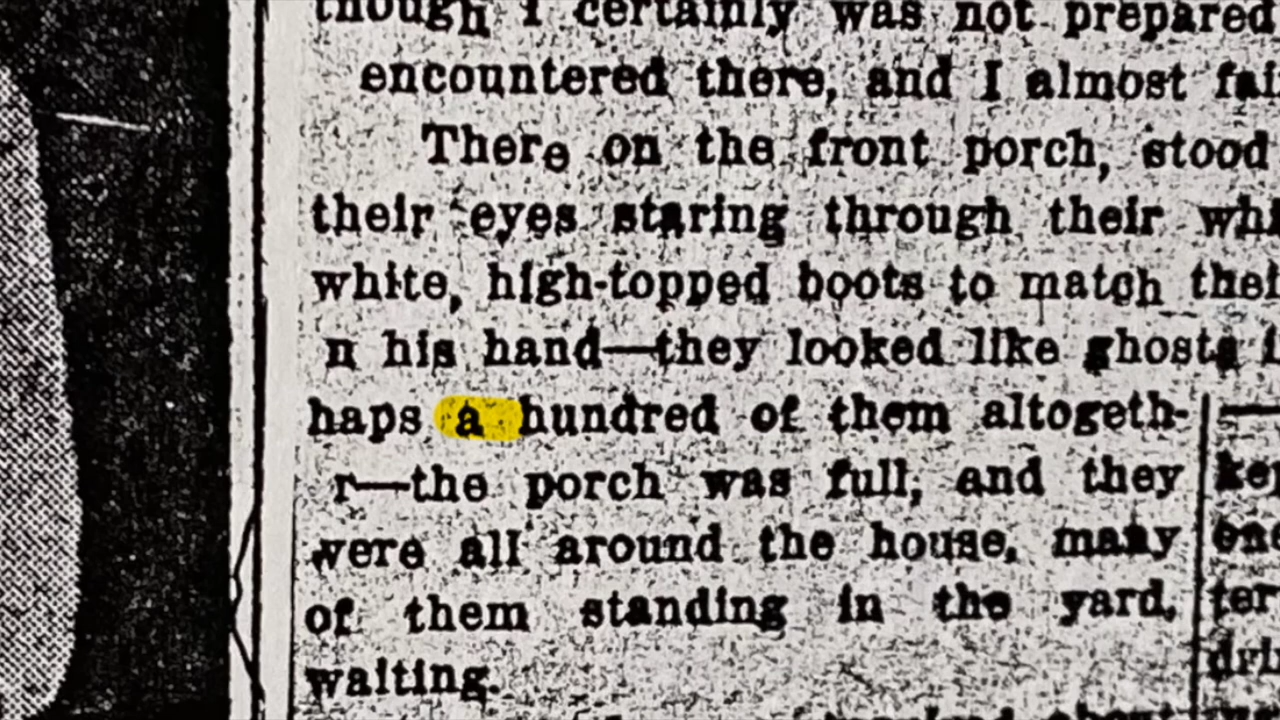 though I certainly was not prepared
encountered there, and I almost
There on the front porch, stood
their eyes staring through their
white, high-topped boots to match
n his hand—they looked like ghosts
haps a hundred of them altogeth-
r—the porch was full, and they
were all around the house, many
of them standing in the yard,
waiting.